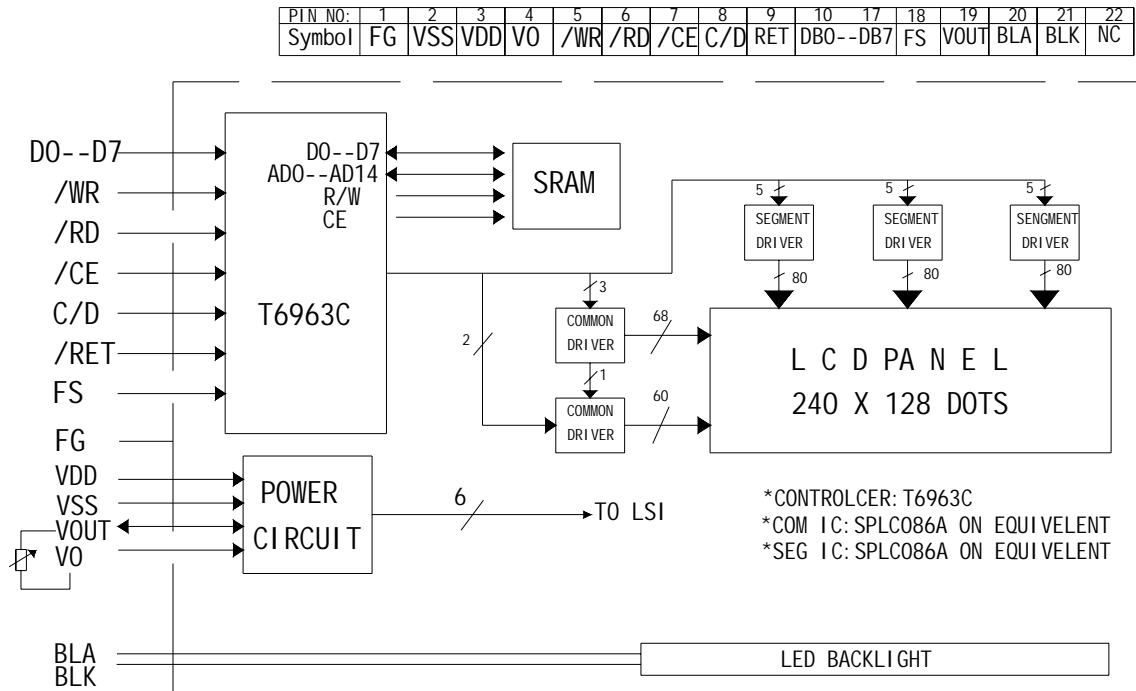 PIN NO: 1 2 3 4 5 6 7 8 9 10 17 18 19 20 21 22
Symbol FG VSS VDD VO /WR /RD /CE C/D RET DB0--DB7 FS VOUT BLA BLK NC
D0--D7
/WR
/RD
/CE
C/D
/RET
FS
FG
VDD
VSS
VOUT
VO
BLA
BLK
D0--D7
AD0--AD14
R/W
CE
T6963C
SRAM
5
5
5
SEGMENT
DRIVER
SEGMENT
DRIVER
SENGMENT
DRIVER
80
80
80
3
2
COMMON
DRIVER
68
1
COMMON
DRIVER
60
L C D PA N E L
240 X 128 DOTS
POWER
CIRCUIT
6
TO LSI
*CONTROLCER: T6963C
*COM IC: SPLC086A ON EQUIVELENT
*SEG IC: SPLC086A ON EQUIVELENT
LED BACKLIGHT